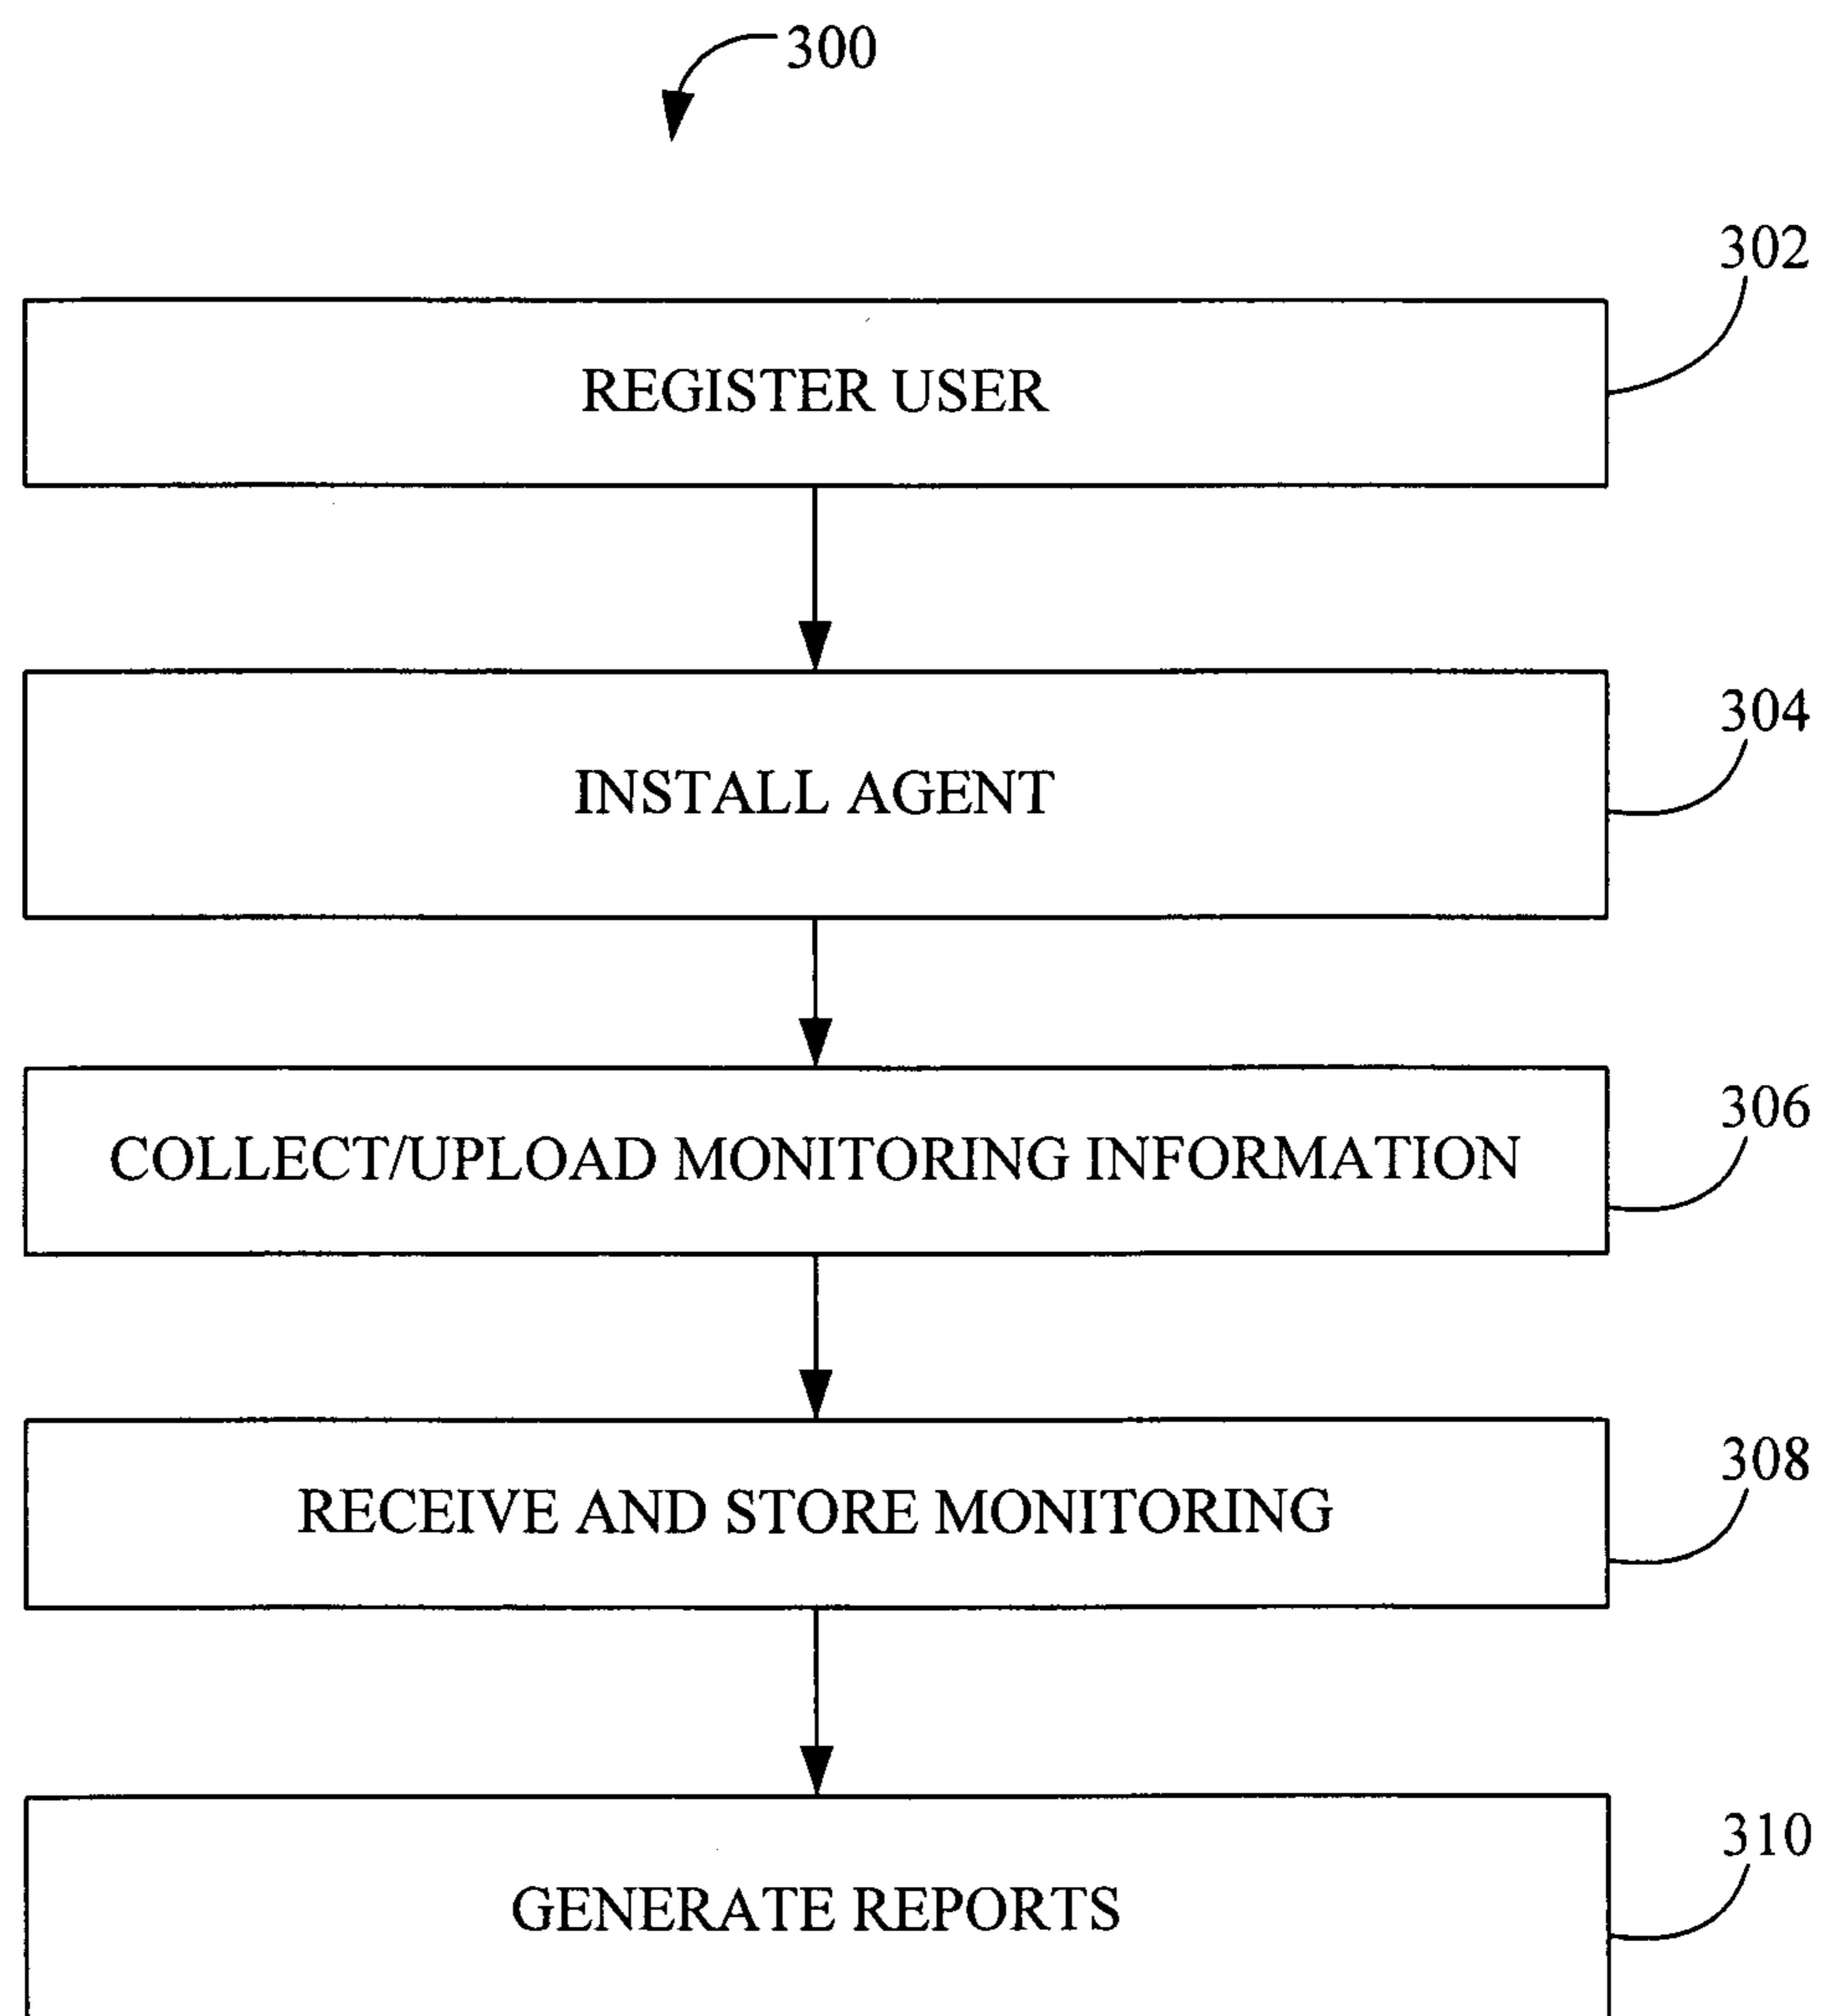 300
302
REGISTER USER
304
INSTALL AGENT
306
COLLECT/UPLOAD MONITORING INFORMATION
308
RECEIVE AND STORE MONITORING
310
GENERATE REPORTS